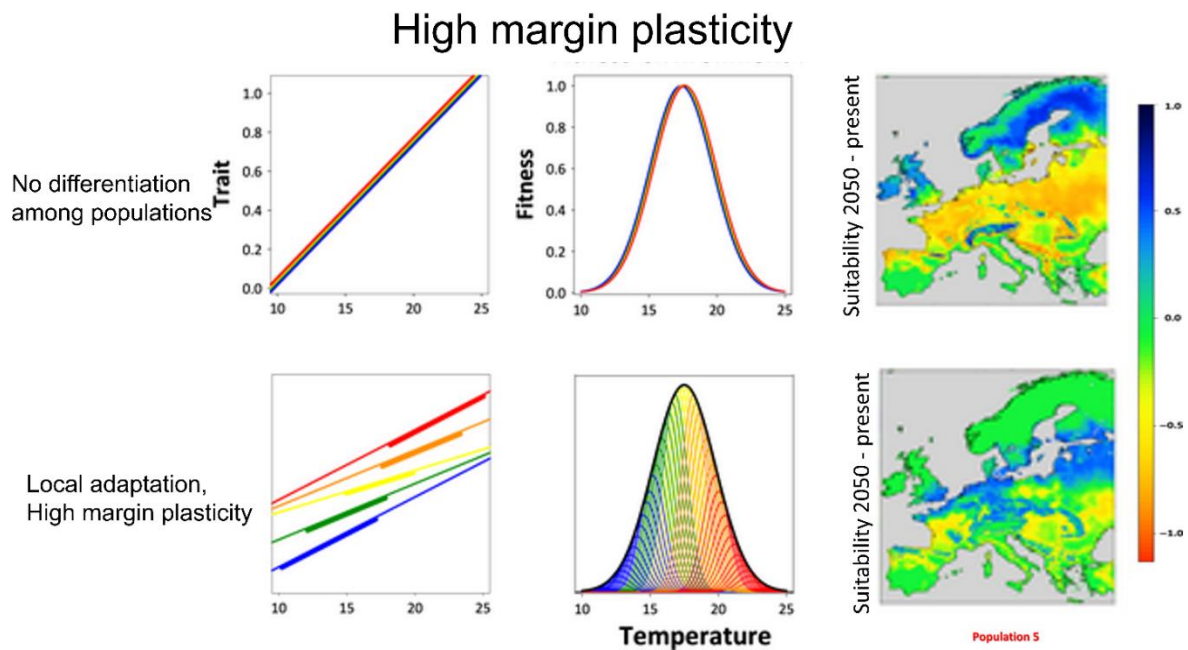 High margin plasticity
No differentiation
among populations
Trait
1.0
0.8
0.6
0.4
0.2
0.0
10 15 20 25
Fitness
1.0
0.8
0.6
0.4
0.2
0.0
10 15 20 25
Suitability 2050 - present
1.0
0.5
0.0
-0.5
-1.0
Local adaptation,
High margin plasticity
10 15 20 25
10 15 20 25
Temperature
Suitability 2050 - present
Population 5